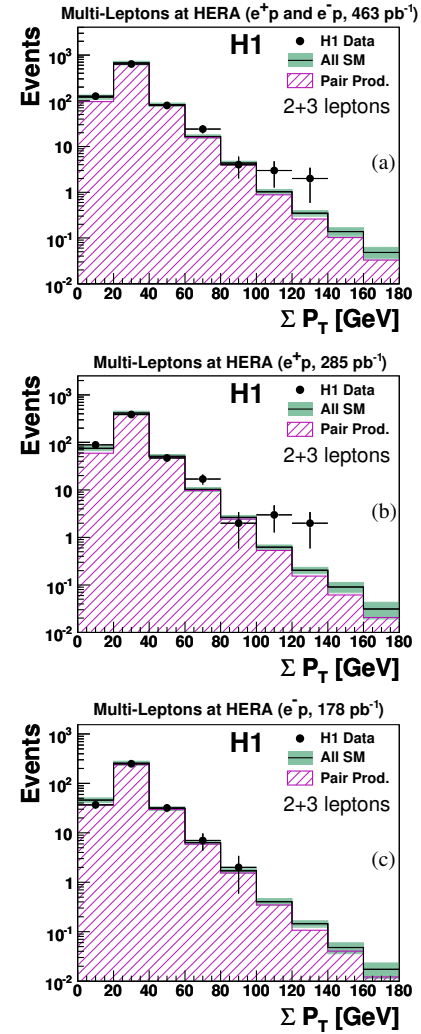 Multi-Leptons at HERA (e⁺p and e⁻p, 463 pb⁻¹)
Events
H1
H1 Data
All SM
Pair Prod.
2+3 leptons
(a)
10³
10²
10
1
10⁻¹
10⁻²
0 20 40 60 80 100 120 140 160 180
Σ P_T [GeV]
Multi-Leptons at HERA (e⁺p, 285 pb⁻¹)
Events
H1
H1 Data
All SM
Pair Prod.
2+3 leptons
(b)
10³
10²
10
1
10⁻¹
10⁻²
0 20 40 60 80 100 120 140 160 180
Σ P_T [GeV]
Multi-Leptons at HERA (e⁻p, 178 pb⁻¹)
Events
H1
H1 Data
All SM
Pair Prod.
2+3 leptons
(c)
10³
10²
10
1
10⁻¹
10⁻²
0 20 40 60 80 100 120 140 160 180
Σ P_T [GeV]